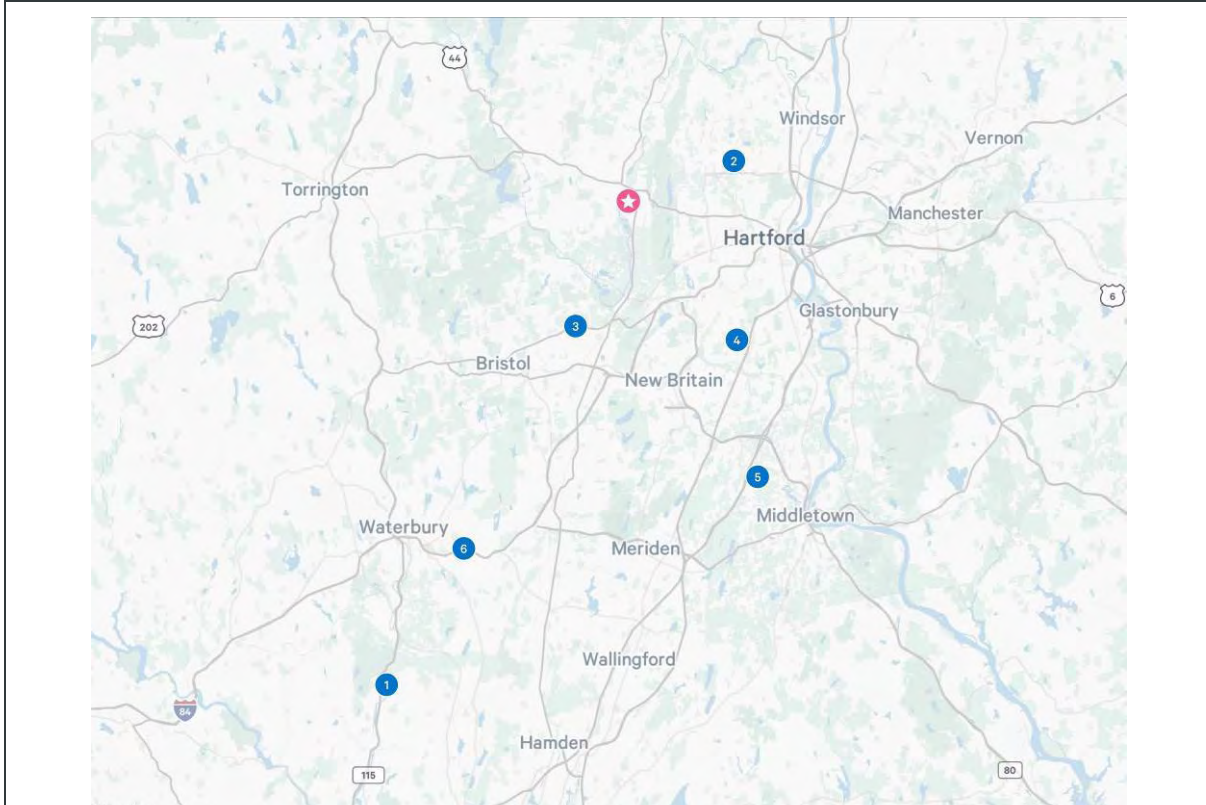 44
Windsor
Vernon
2
Torrington
Manchester
Hartford
6
Glastonbury
202
3
4
Bristol
New Britain
5
Middletown
Waterbury
6
Meriden
Wallingford
1
84
Hamden
115
80